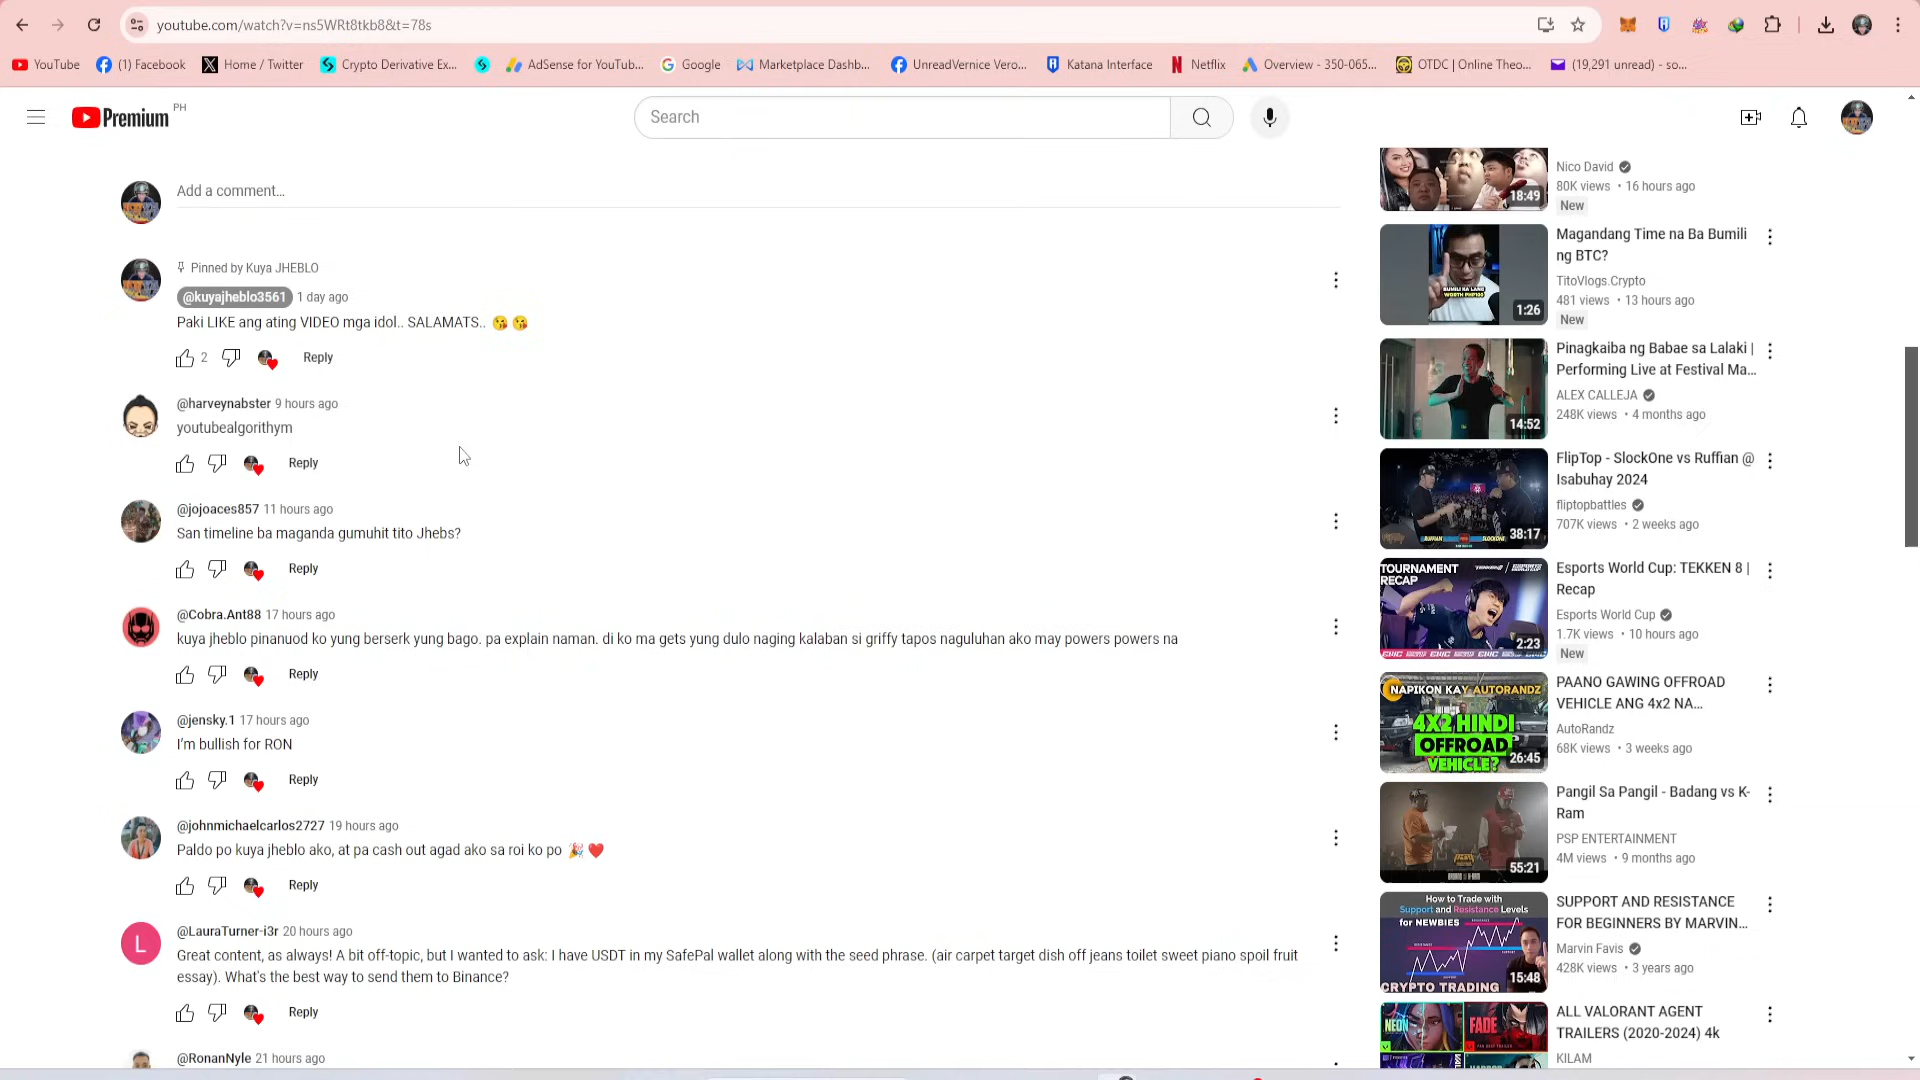 youtube.com/watch?v=ns5WRt8tkb8&t=78s
YouTube
(1) Facebook
Home / Twitter
Crypto Derivative Ex...
AdSense for YouTub...
Google
Marketplace Dashb...
UnreadVernice Vero...
Katana Interface
Netflix
Overview - 350-065...
OTDC | Online Theo...
(19,291 unread) - so...
Premium PH
Search
Add a comment...
Pinned by Kuya JHEBLO
@kuyajheblo3561 1 day ago
Paki LIKE ang ating VIDEO mga idol.. SALAMATS.. 😘 😘
2 Reply
@harveynabster 9 hours ago
youtubealgorithym
Reply
@jojoaces857 11 hours ago
San timeline ba maganda gumuhit tito Jhebs?
Reply
@Cobra.Ant88 17 hours ago
kuya jheblo pinanuod ko yung berserk yung bago. pa explain naman. di ko ma gets yung dulo naging kalaban si griffy tapos naguluhan ako may powers powers na
Reply
@jensky.1 17 hours ago
I'm bullish for RON
Reply
@johnmichaelcarlos2727 19 hours ago
Paldo po kuya jheblo ako, at pa cash out agad ako sa roi ko po 🎉 ❤️
Reply
L
@LauraTurner-i3r 20 hours ago
Great content, as always! A bit off-topic, but I wanted to ask: I have USDT in my SafePal wallet along with the seed phrase. (air carpet target dish off jeans toilet sweet piano spoil fruit
essay). What's the best way to send them to Binance?
Reply
@RonanNyle 21 hours ago
18:49
Nico David
80K views • 16 hours ago
New
BUMILI KA LANG
WORTH PHP100
1:26
Magandang Time na Ba Bumili
ng BTC?
TitoVlogs.Crypto
481 views • 13 hours ago
New
14:52
Pinagkaiba ng Babae sa Lalaki |
Performing Live at Festival Ma...
ALEX CALLEJA
248K views • 4 months ago
RUFFIAN
SLOCKONE
38:17
FlipTop - SlockOne vs Ruffian @
Isabuhay 2024
fliptopbattles
707K views • 2 weeks ago
TOURNAMENT
RECAP
2:23
Esports World Cup: TEKKEN 8 |
Recap
Esports World Cup
1.7K views • 10 hours ago
New
NAPIKON KAY AUTORANDZ
4X2 HINDI
OFFROAD
VEHICLE?
26:45
PAANO GAWING OFFROAD
VEHICLE ANG 4x2 NA...
AutoRandz
68K views • 3 weeks ago
55:21
Pangil Sa Pangil - Badang vs K-
Ram
PSP ENTERTAINMENT
4M views • 9 months ago
How to Trade with
Support and Resistance Levels
for NEWBIES
CRYPTO TRADING
15:48
SUPPORT AND RESISTANCE
FOR BEGINNERS BY MARVIN...
Marvin Favis
428K views • 3 years ago
NEON
FADE
ALL VALORANT AGENT
TRAILERS (2020-2024) 4k
KILAM